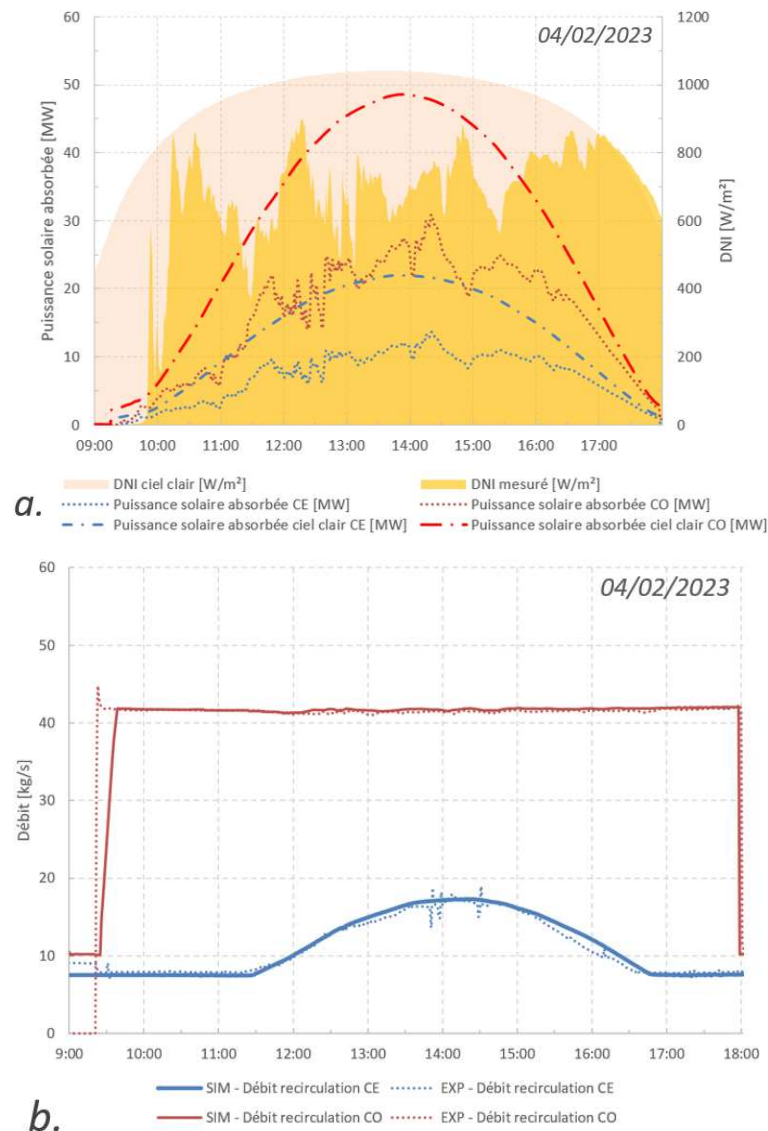 60
50
40
30
20
10
0
Puissance solaire absorbée [MW]
04/02/2023
1200
1000
800
600
400
200
0
DNI [W/m²]
09:00 10:00 11:00 12:00 13:00 14:00 15:00 16:00 17:00
DNI ciel clair [W/m²] DNI mesuré [W/m²]
Puissance solaire absorbée CE [MW] Puissance solaire absorbée CO [MW]
Puissance solaire absorbée ciel clair CE [MW] Puissance solaire absorbée ciel clair CO [MW]
a.
60
50
40
30
20
10
0
Débit [kg/s]
04/02/2023
9:00 10:00 11:00 12:00 13:00 14:00 15:00 16:00 17:00 18:00
SIM - Débit recirculation CE EXP - Débit recirculation CE
SIM - Débit recirculation CO EXP - Débit recirculation CO
b.